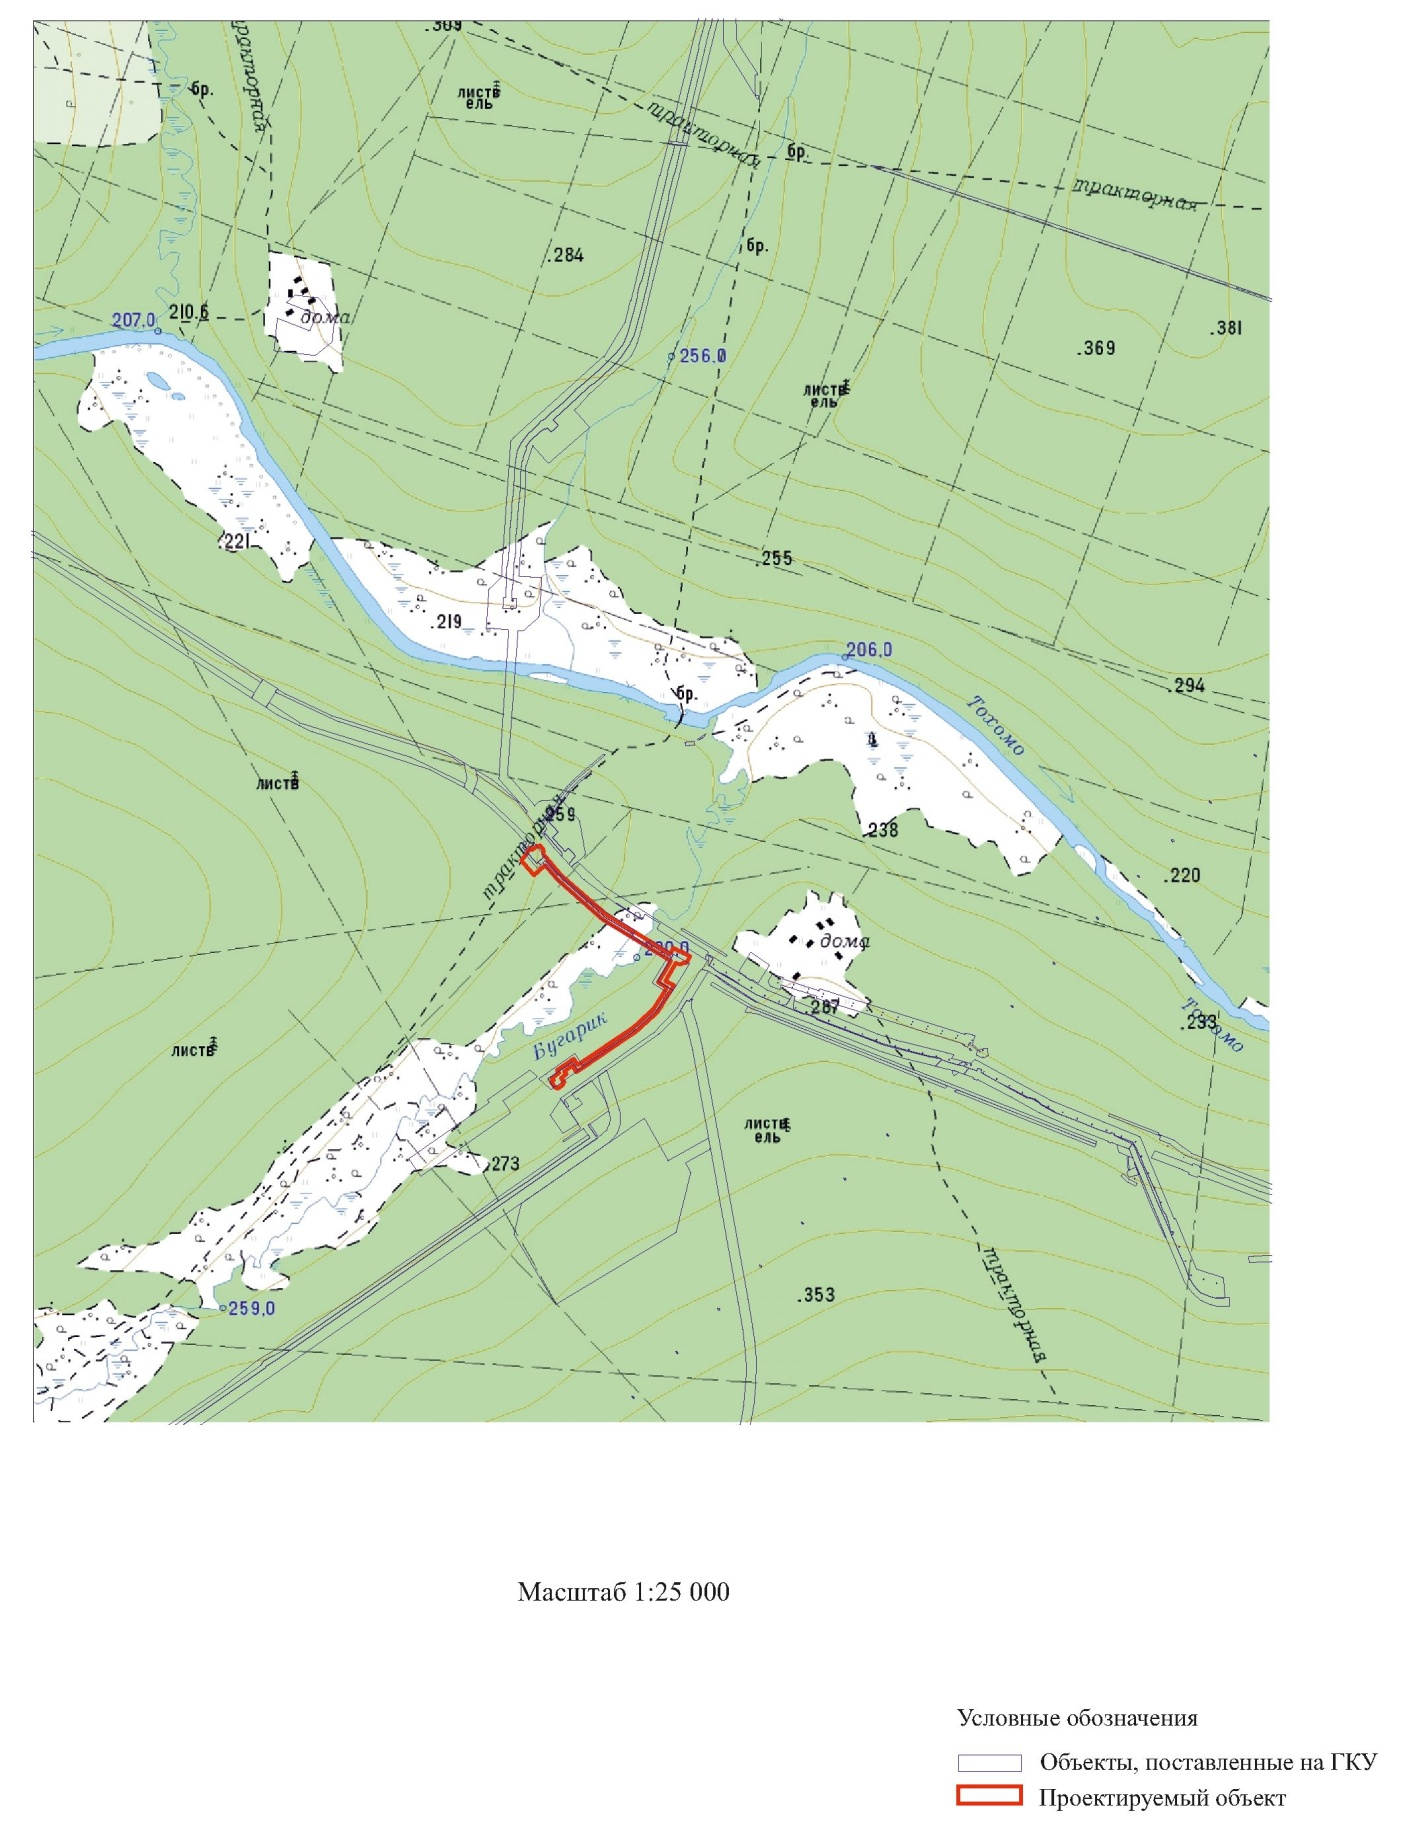 .309
тракторная
бр.
листв
ель
тракторная
бр.
тракторная
бр.
.284
207,0
210.6
дома
256,0
.369
.381
листв
ель
.221
.255
.219
206,0
бр.
.294
Тохомо
листв
259
тракторная
238
.220
дома
.287
.233
Тохомо
Бугарик
листв
листв
ель
273
тракторная
.353
259,0
Масштаб 1:25 000
Условные обозначения
Объекты, поставленные на ГКУ
Проектируемый объект